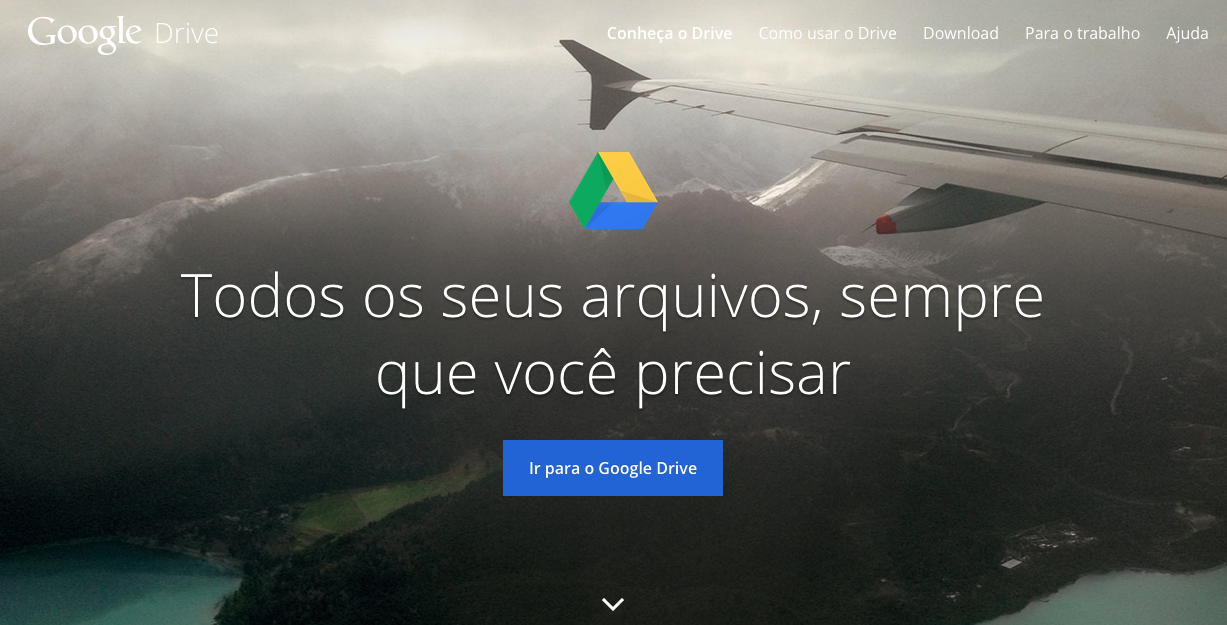 Google Drive
Conheça o Drive
Como usar o Drive
Download
Para o trabalho
Ajuda
Todos os seus arquivos, sempre
que você precisar
Ir para o Google Drive